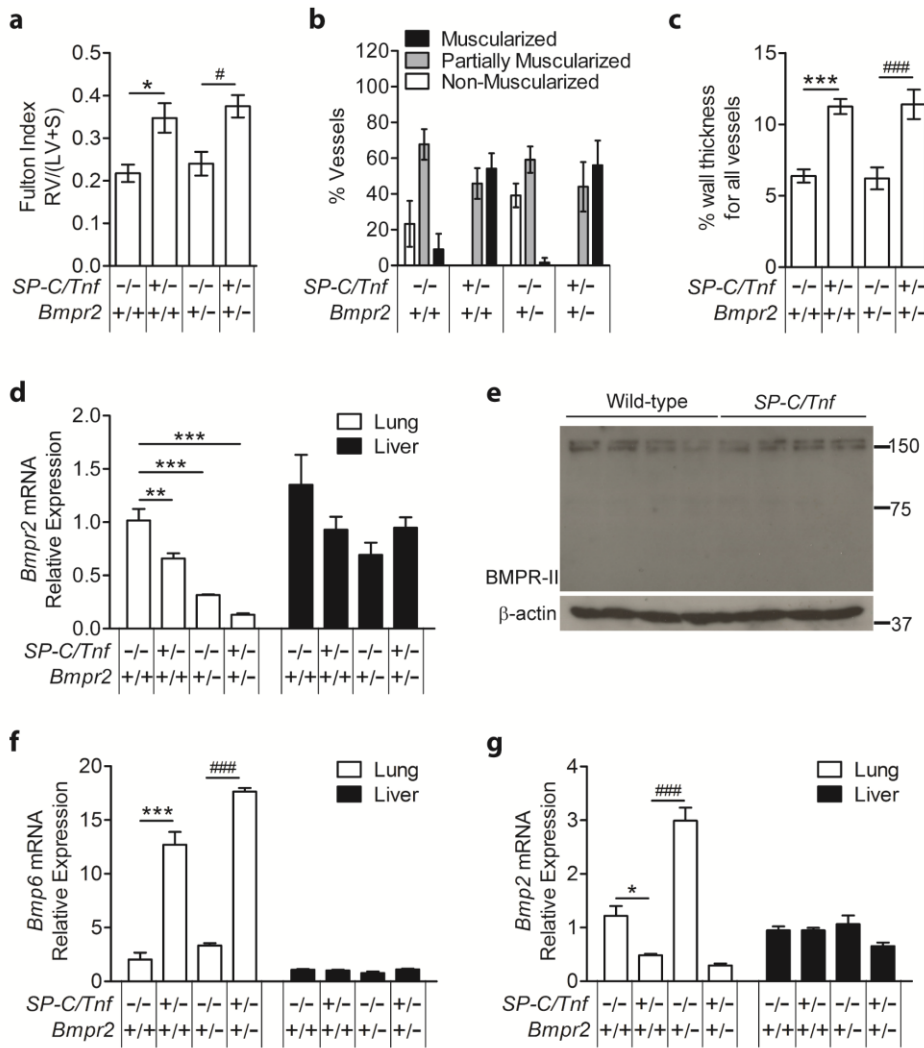 a
Fulton Index
RV/(LV+S)
0.5
0.4
0.3
0.2
0.1
0.0
*
#
SP-C/Tnf −/− +/− −/− +/−
Bmpr2 +/+ +/+ +/− +/−
b
Muscularized
Partially Muscularized
Non-Muscularized
% Vessels
120
100
80
60
40
20
0
SP-C/Tnf −/− +/− −/− +/−
Bmpr2 +/+ +/+ +/− +/−
c
% wall thickness
for all vessels
15
10
5
0
***
###
SP-C/Tnf −/− +/− −/− +/−
Bmpr2 +/+ +/+ +/− +/−
d
Bmpr2 mRNA
Relative Expression
2.0
1.5
1.0
0.5
0.0
Lung
Liver
***
***
**
SP-C/Tnf −/− +/− −/− +/− −/− +/− −/− +/−
Bmpr2 +/+ +/+ +/− +/− +/+ +/+ +/− +/−
e
Wild-type SP-C/Tnf
150
75
BMPR-II
β-actin
37
f
Bmp6 mRNA
Relative Expression
20
15
10
5
0
Lung
Liver
***
###
SP-C/Tnf −/− +/− −/− +/− −/− +/− −/− +/−
Bmpr2 +/+ +/+ +/− +/− +/+ +/+ +/− +/−
g
Bmp2 mRNA
Relative Expression
4
3
2
1
0
Lung
Liver
*
###
SP-C/Tnf −/− +/− −/− +/− −/− +/− −/− +/−
Bmpr2 +/+ +/+ +/− +/− +/+ +/+ +/− +/−